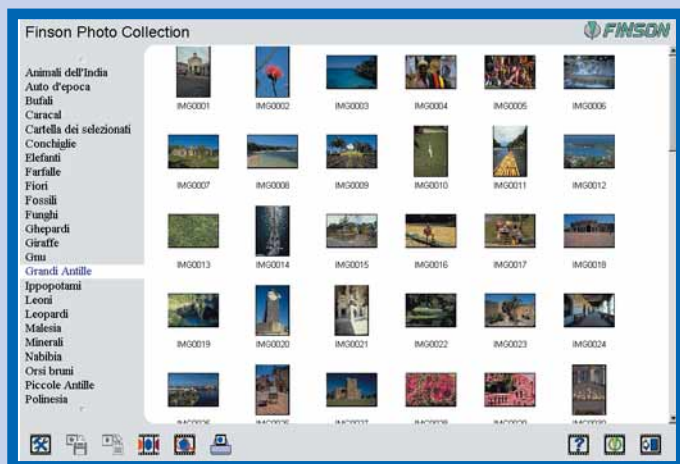 Finson Photo Collection
FINSON
Animali dell'India
Auto d'epoca
Bufali
Caracal
Cartella dei selezionati
Conchiglie
Elefanti
Farfalle
Fiori
Fossili
Funghi
Ghepardi
Giraffe
Gnu
Grandi Antille
Ippopotami
Leoni
Leopardi
Malesia
Minerali
Nabibia
Orsi bruni
Piccole Antille
Polinesia
IMG0001 IMG0002 IMG0003 IMG0004 IMG0005 IMG0006
IMG0007 IMG0008 IMG0009 IMG0010 IMG0011 IMG0012
IMG0013 IMG0014 IMG0015 IMG0016 IMG0017 IMG0018
IMG0019 IMG0020 IMG0021 IMG0022 IMG0023 IMG0024